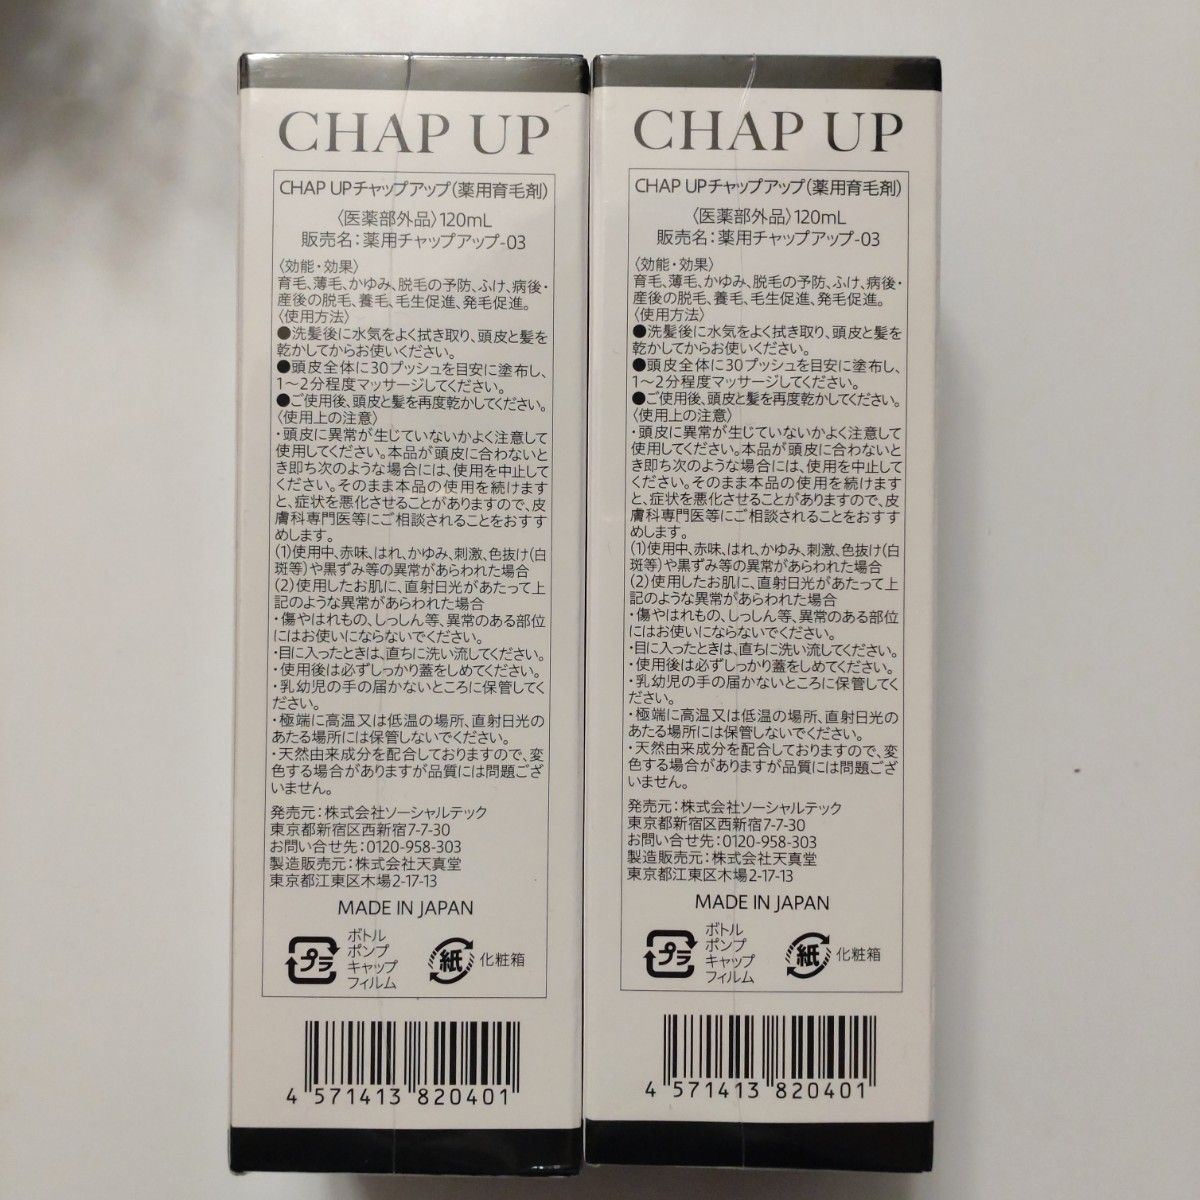 CHAP UP
CHAP UPチャップアップ(薬用育毛剤)
〈医薬部外品〉120mL
販売名:薬用チャップアップ-03
〈効能・効果〉
育毛、薄毛、かゆみ、脱毛の予防、ふけ、病後・
産後の脱毛、養毛、毛生促進、発毛促進。
〈使用方法〉
●洗髪後に水気をよく拭き取り、頭皮と髪を
乾かしてからお使いください。
●頭皮全体に30プッシュを目安に塗布し、
1〜2分程度マッサージしてください。
●ご使用後、頭皮と髪を再度乾かしてください。
〈使用上の注意〉
・頭皮に異常が生じていないかよく注意して
使用してください。本品が頭皮に合わないと
き即ち次のような場合には、使用を中止して
ください。そのまま本品の使用を続けます
と、症状を悪化させることがありますので、皮
膚科専門医等にご相談されることをおすす
めします。
(1)使用中、赤味、はれ、かゆみ、刺激、色抜け(白
斑等)や黒ずみ等の異常があらわれた場合
(2)使用したお肌に、直射日光があたって上
記のような異常があらわれた場合
・傷やはれもの、しっしん等、異常のある部位
にはお使いにならないでください。
・目に入ったときは、直ちに洗い流してください。
・使用後は必ずしっかり蓋をしめてください。
・乳幼児の手の届かないところに保管してく
ださい。
・極端に高温又は低温の場所、直射日光の
あたる場所には保管しないでください。
・天然由来成分を配合しておりますので、変
色する場合がありますが品質には問題ござ
いません。
発売元:株式会社ソーシャルテック
東京都新宿区西新宿7-7-30
お問い合せ先:0120-958-303
製造販売元:株式会社天真堂
東京都江東区木場2-17-13
MADE IN JAPAN
プラ
ボトル
ポンプ
キャップ
フィルム
紙
化粧箱
4 571413 820401
CHAP UP
CHAP UPチャップアップ(薬用育毛剤)
〈医薬部外品〉120mL
販売名:薬用チャップアップ-03
〈効能・効果〉
育毛、薄毛、かゆみ、脱毛の予防、ふけ、病後・
産後の脱毛、養毛、毛生促進、発毛促進。
〈使用方法〉
●洗髪後に水気をよく拭き取り、頭皮と髪を
乾かしてからお使いください。
●頭皮全体に30プッシュを目安に塗布し、
1〜2分程度マッサージしてください。
●ご使用後、頭皮と髪を再度乾かしてください。
〈使用上の注意〉
・頭皮に異常が生じていないかよく注意して
使用してください。本品が頭皮に合わないと
き即ち次のような場合には、使用を中止して
ください。そのまま本品の使用を続けます
と、症状を悪化させることがありますので、皮
膚科専門医等にご相談されることをおすす
めします。
(1)使用中、赤味、はれ、かゆみ、刺激、色抜け(白
斑等)や黒ずみ等の異常があらわれた場合
(2)使用したお肌に、直射日光があたって上
記のような異常があらわれた場合
・傷やはれもの、しっしん等、異常のある部位
にはお使いにならないでください。
・目に入ったときは、直ちに洗い流してください。
・使用後は必ずしっかり蓋をしめてください。
・乳幼児の手の届かないところに保管してく
ださい。
・極端に高温又は低温の場所、直射日光の
あたる場所には保管しないでください。
・天然由来成分を配合しておりますので、変
色する場合がありますが品質には問題ござ
いません。
発売元:株式会社ソーシャルテック
東京都新宿区西新宿7-7-30
お問い合せ先:0120-958-303
製造販売元:株式会社天真堂
東京都江東区木場2-17-13
MADE IN JAPAN
プラ
ボトル
ポンプ
キャップ
フィルム
紙
化粧箱
4 571413 820401